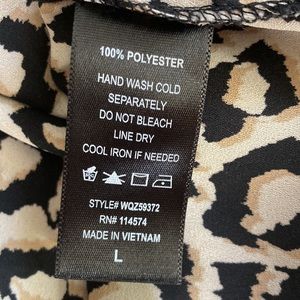 100% POLYESTER
HAND WASH COLD
SEPARATELY
DO NOT BLEACH
LINE DRY
COOL IRON IF NEEDED
STYLE# WQZ59372
RN# 114574
MADE IN VIETNAM
L